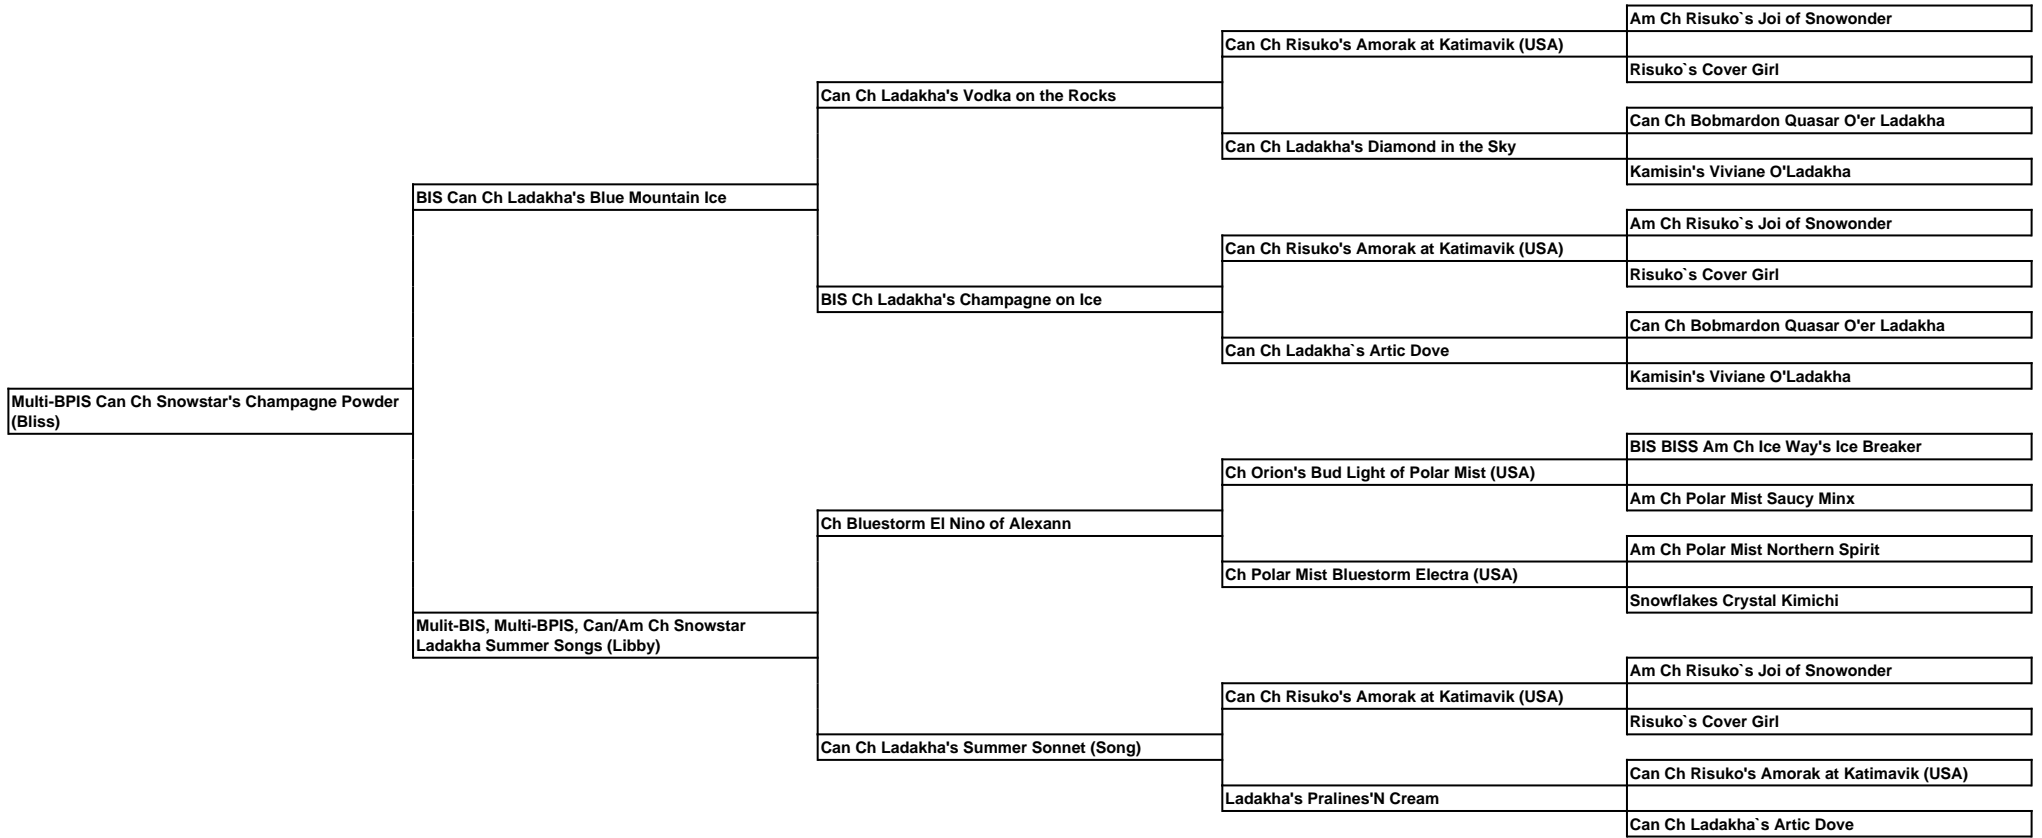 Am Ch Risuko`s Joi of Snowonder
Can Ch Risuko's Amorak at Katimavik (USA)
Risuko`s Cover Girl
Can Ch Ladakha's Vodka on the Rocks
Can Ch Bobmardon Quasar O'er Ladakha
Can Ch Ladakha's Diamond in the Sky
Kamisin's Viviane O'Ladakha
BIS Can Ch Ladakha's Blue Mountain Ice
Am Ch Risuko`s Joi of Snowonder
Can Ch Risuko's Amorak at Katimavik (USA)
Risuko`s Cover Girl
BIS Ch Ladakha's Champagne on Ice
Can Ch Bobmardon Quasar O'er Ladakha
Can Ch Ladakha`s Artic Dove
Kamisin's Viviane O'Ladakha
Multi-BPIS Can Ch Snowstar's Champagne Powder
(Bliss)
BIS BISS Am Ch Ice Way's Ice Breaker
Ch Orion's Bud Light of Polar Mist (USA)
Am Ch Polar Mist Saucy Minx
Ch Bluestorm El Nino of Alexann
Am Ch Polar Mist Northern Spirit
Ch Polar Mist Bluestorm Electra (USA)
Snowflakes Crystal Kimichi
Mulit-BIS, Multi-BPIS, Can/Am Ch Snowstar
Ladakha Summer Songs (Libby)
Am Ch Risuko`s Joi of Snowonder
Can Ch Risuko's Amorak at Katimavik (USA)
Risuko`s Cover Girl
Can Ch Ladakha's Summer Sonnet (Song)
Can Ch Risuko's Amorak at Katimavik (USA)
Ladakha's Pralines'N Cream
Can Ch Ladakha`s Artic Dove